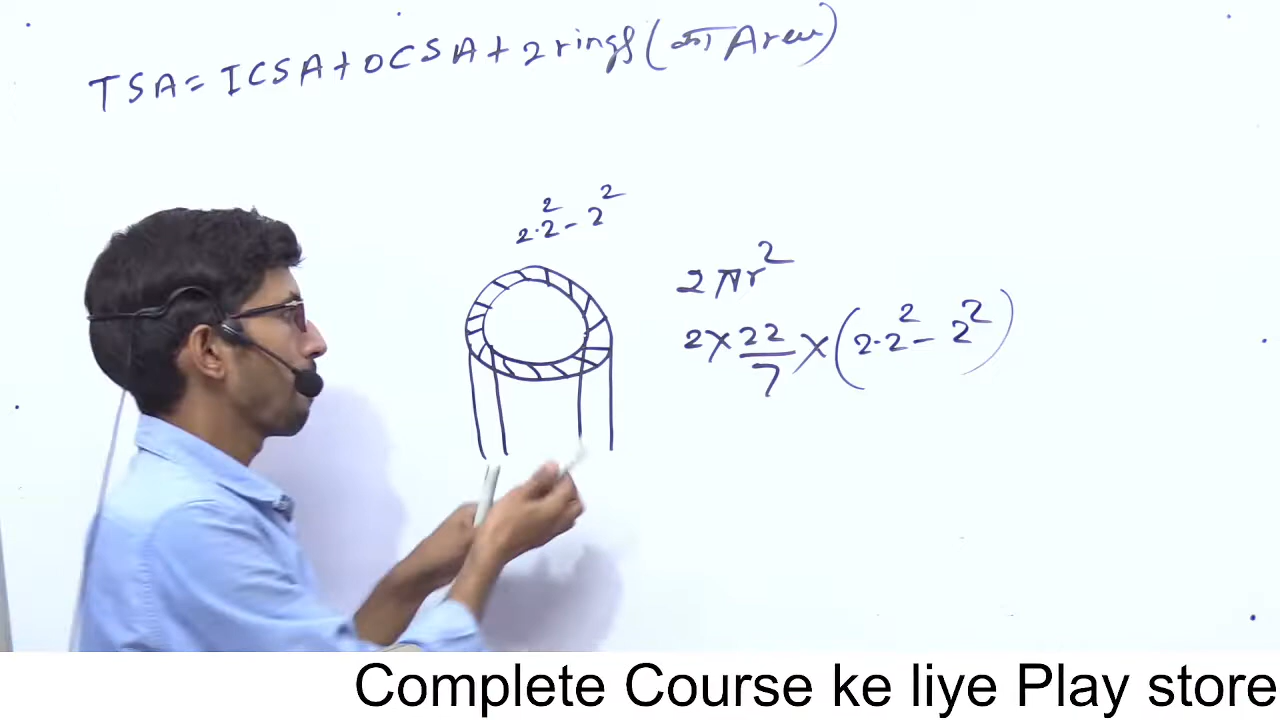 TSA = ICSA + OCSA + 2 rings (का Area)
2.2² - 2²
2πr²
2 × 22/7 × (2.2² - 2²)
Complete Course ke liye Play store